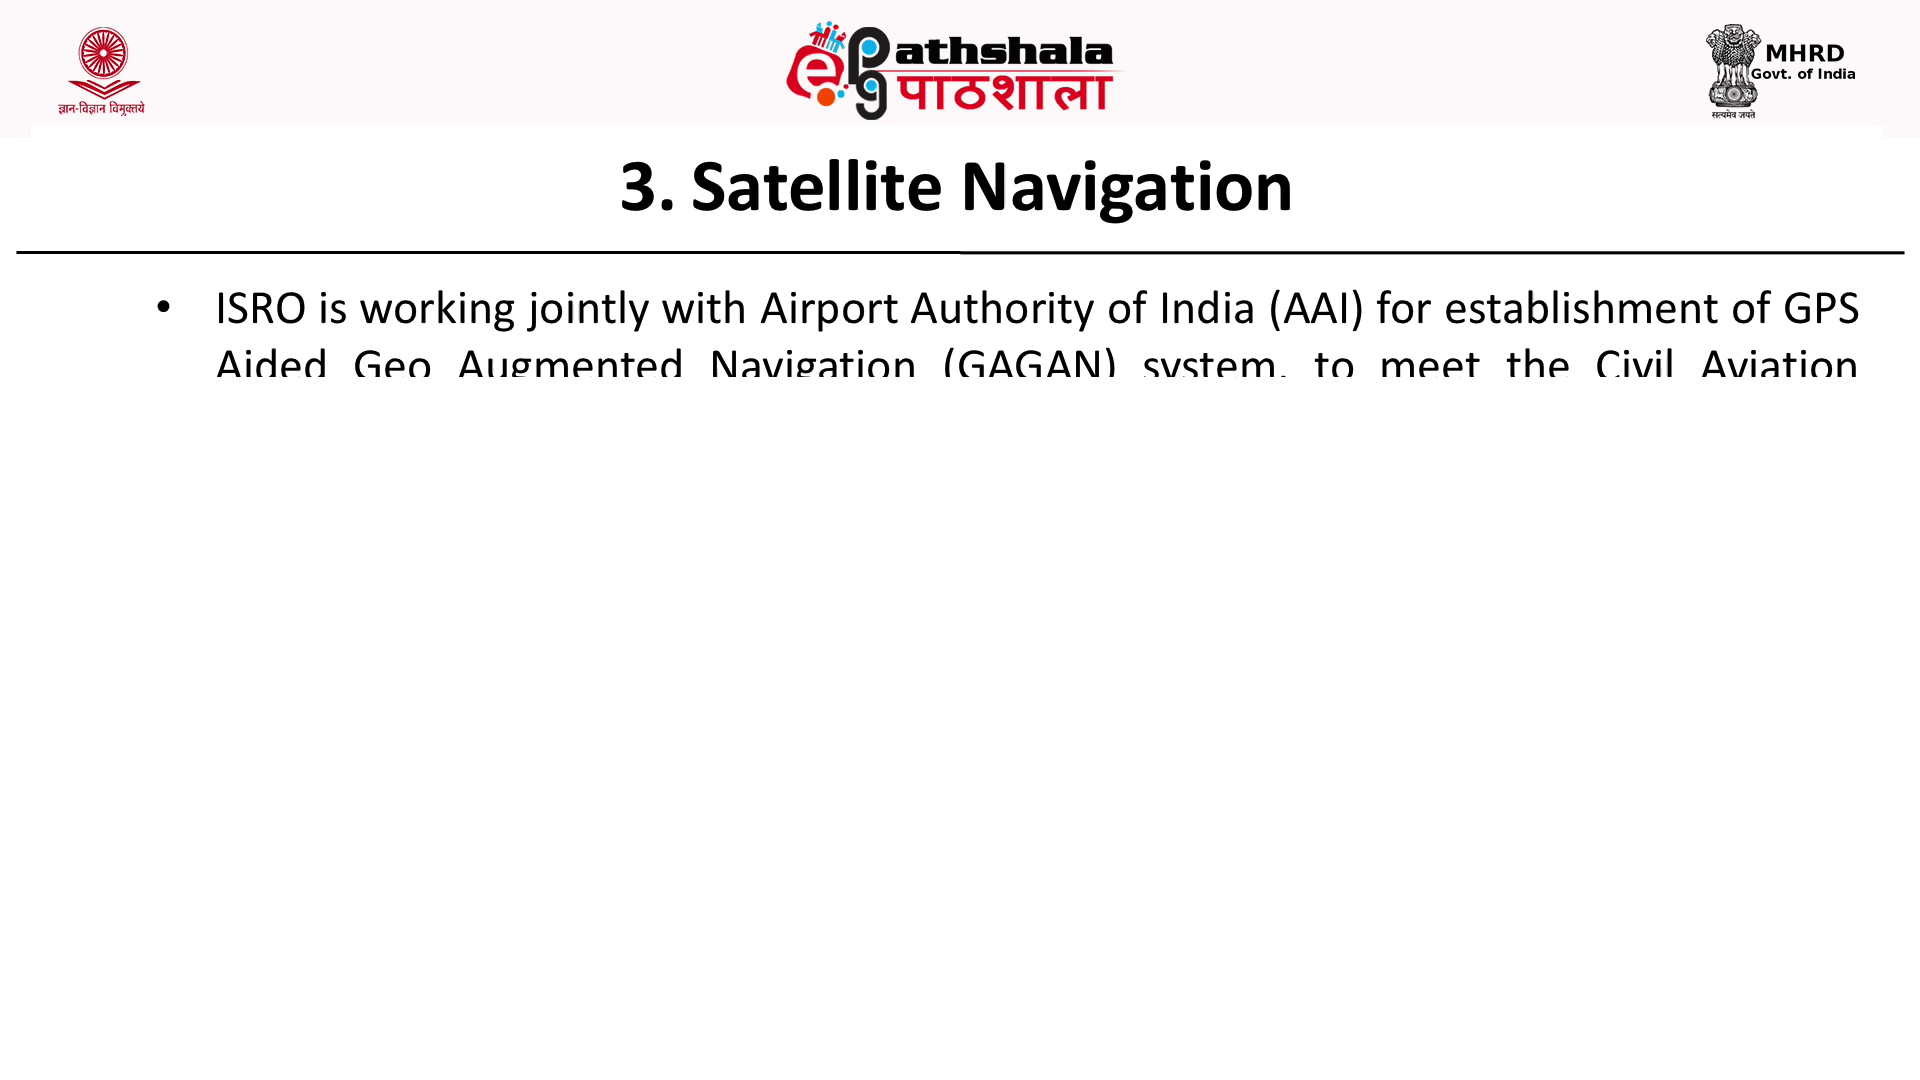 ज्ञान-विज्ञान विमुक्तये
e
pg
athshala
पाठशाला
MHRD
Govt. of India
सत्यमेव जयते
3. Satellite Navigation
• ISRO is working jointly with Airport Authority of India (AAI) for establishment of GPS
Aided Geo Augmented Navigation (GAGAN) system, to meet the Civil Aviation